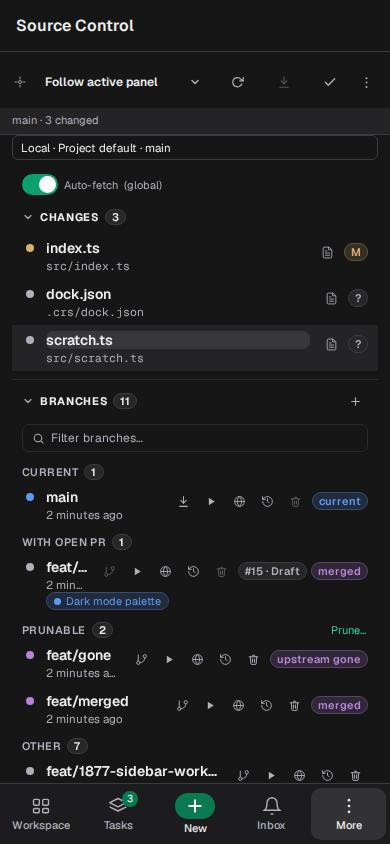 Source Control
Follow active panel
main · 3 changed
Local · Project default · main
Auto-fetch (global)
CHANGES 3
index.ts M
src/index.ts
dock.json ?
.crs/dock.json
scratch.ts ?
src/scratch.ts
BRANCHES 11
Filter branches…
CURRENT 1
main current
2 minutes ago
WITH OPEN PR 1
feat/… #15 · Draft merged
2 min…
Dark mode palette
PRUNABLE 2 Prune…
feat/gone upstream gone
2 minutes a…
feat/merged merged
2 minutes ago
OTHER 7
feat/1877-sidebar-work…
3
Workspace Tasks New Inbox More